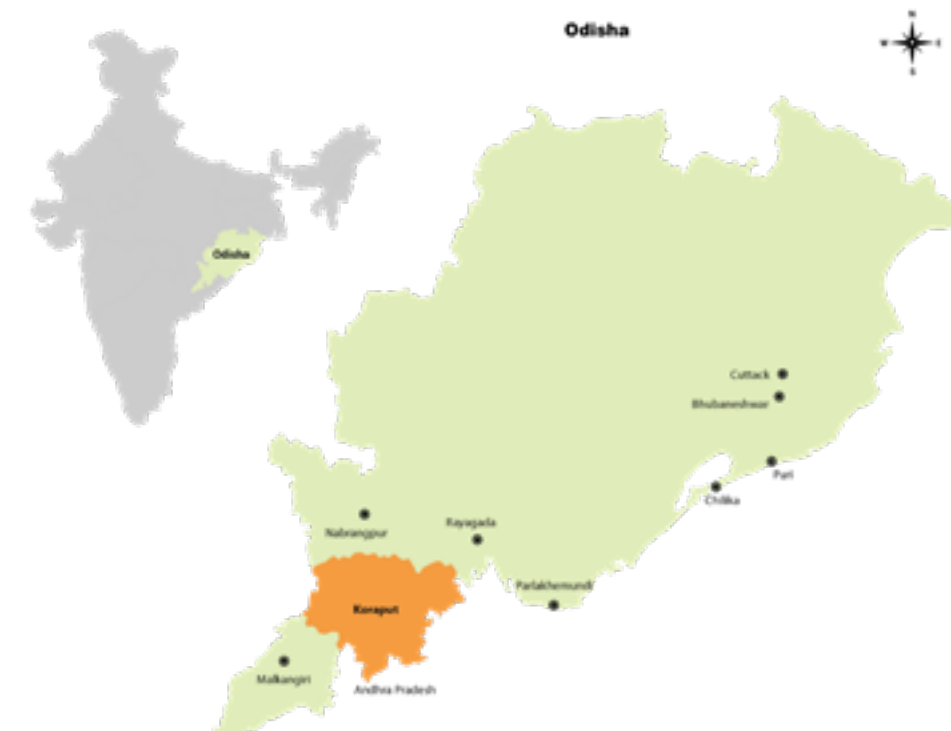 Odisha
N
W
E
S
Odisha
Cuttack
Bhubaneshwar
Puri
Chilika
Nabrangpur
Rayagada
Parlakhemundi
Koraput
Malkangiri
Andhra Pradesh